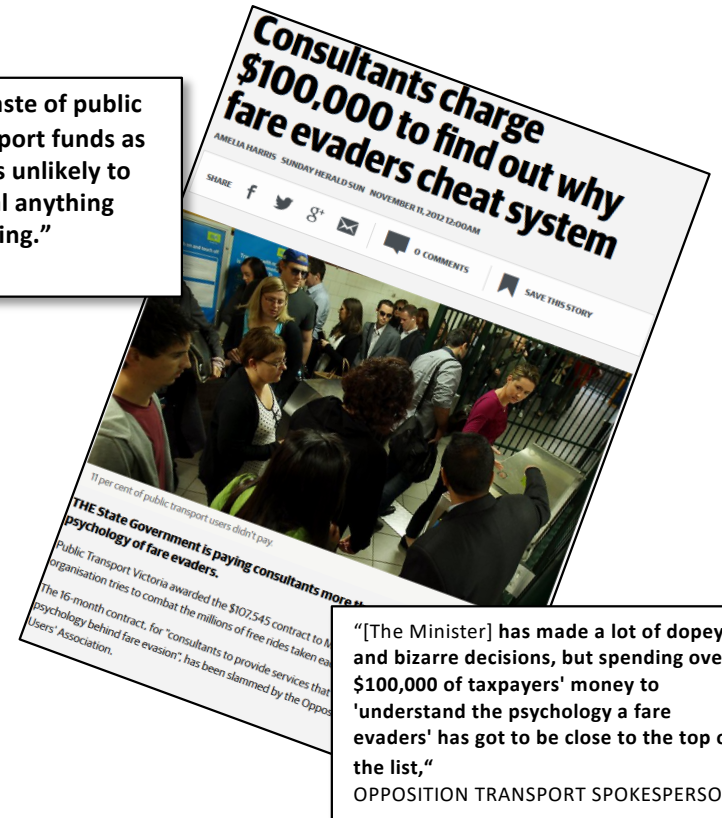 aste of public
port funds as
s unlikely to
l anything
ing."
Consultants charge
$100,000 to find out why
fare evaders cheat system
AMELIA HARRIS SUNDAY HERALD SUN NOVEMBER 11, 2012 12:00AM
SHARE
0 COMMENTS
SAVE THIS STORY
11 per cent of public transport users didn't pay.
THE State Government is paying consultants more
psychology of fare evaders.
Public Transport Victoria awarded the $107,545 contract to
organisation tries to combat the millions of free rides taken
The 16-month contract, for "consultants to provide services that
psychology behind fare evasion", has been slammed by the
Users' Association.
"[The Minister] has made a lot of dopey
and bizarre decisions, but spending ove
$100,000 of taxpayers' money to
'understand the psychology a fare
evaders' has got to be close to the top o
the list,"
OPPOSITION TRANSPORT SPOKESPERSO